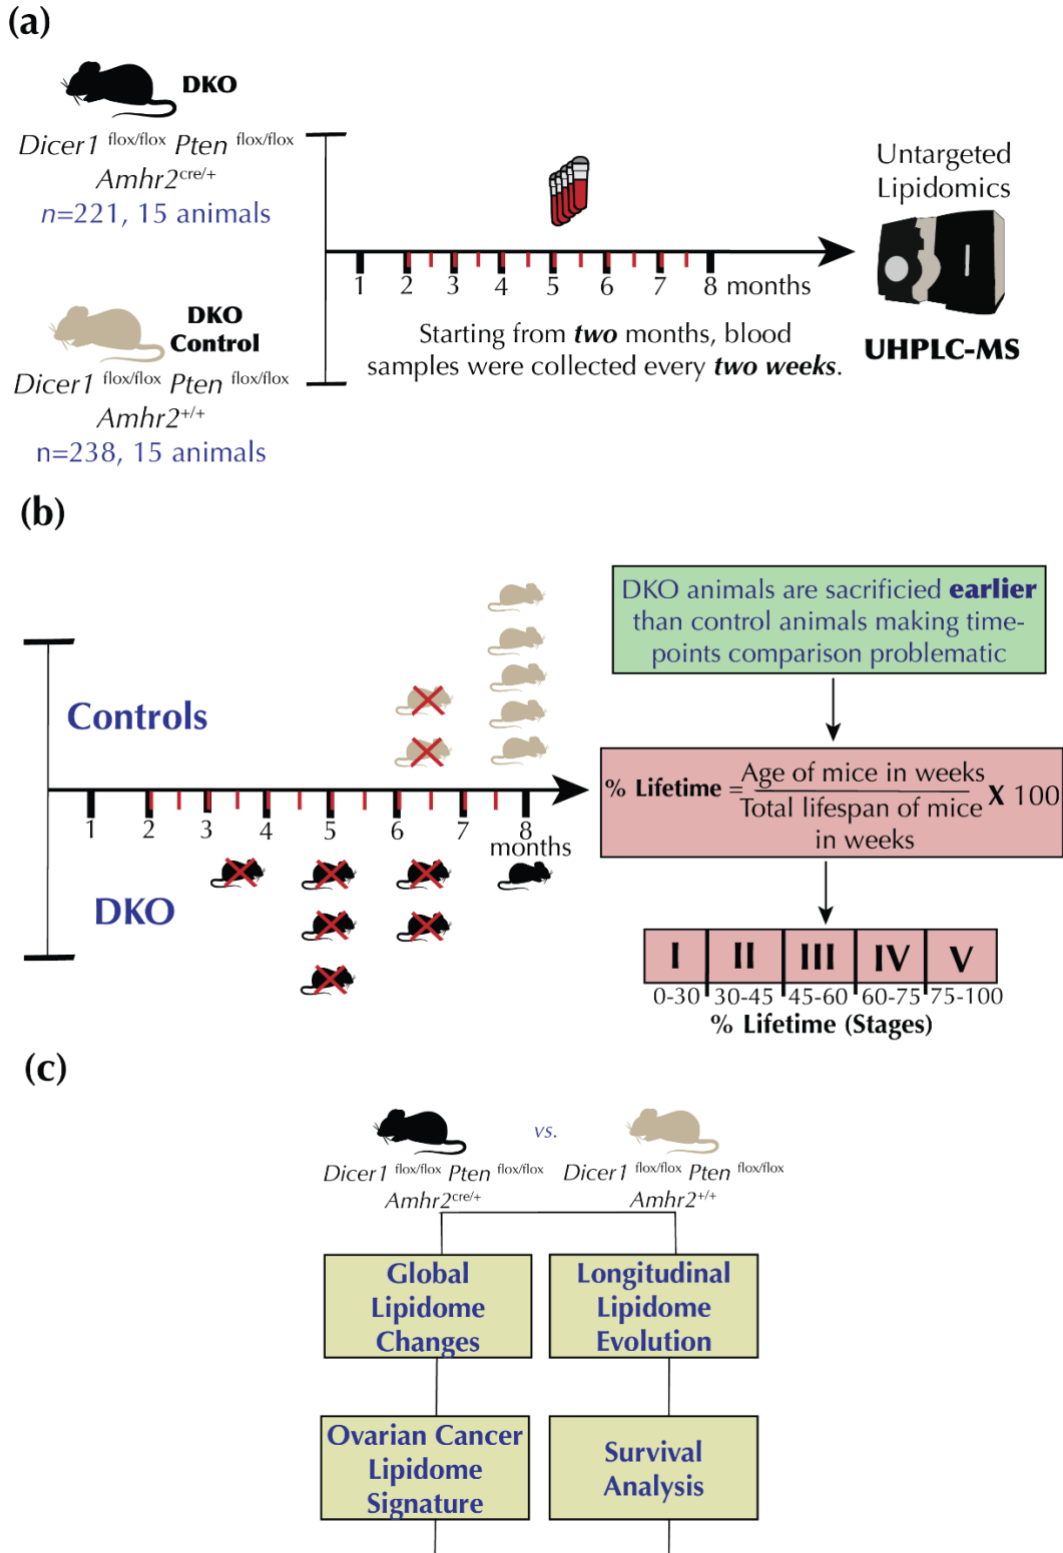 (a)
DKO
Dicer1 flox/flox Pten flox/flox
Amhr2cre/+
n=221, 15 animals
DKO
Control
Dicer1 flox/flox Pten flox/flox
Amhr2+/+
n=238, 15 animals
1 2 3 4 5 6 7 8 months
Starting from two months, blood
samples were collected every two weeks.
Untargeted
Lipidomics
UHPLC-MS
(b)
Controls
1 2 3 4 5 6 7 8
months
DKO
DKO animals are sacrificied earlier
than control animals making time-
points comparison problematic
% Lifetime = Age of mice in weeks
Total lifespan of mice
in weeks
X 100
I II III IV V
0-30 30-45 45-60 60-75 75-100
% Lifetime (Stages)
(c)
vs.
Dicer1 flox/flox Pten flox/flox
Amhr2cre/+
Dicer1 flox/flox Pten flox/flox
Amhr2+/+
Global
Lipidome
Changes
Longitudinal
Lipidome
Evolution
Ovarian Cancer
Lipidome
Signature
Survival
Analysis